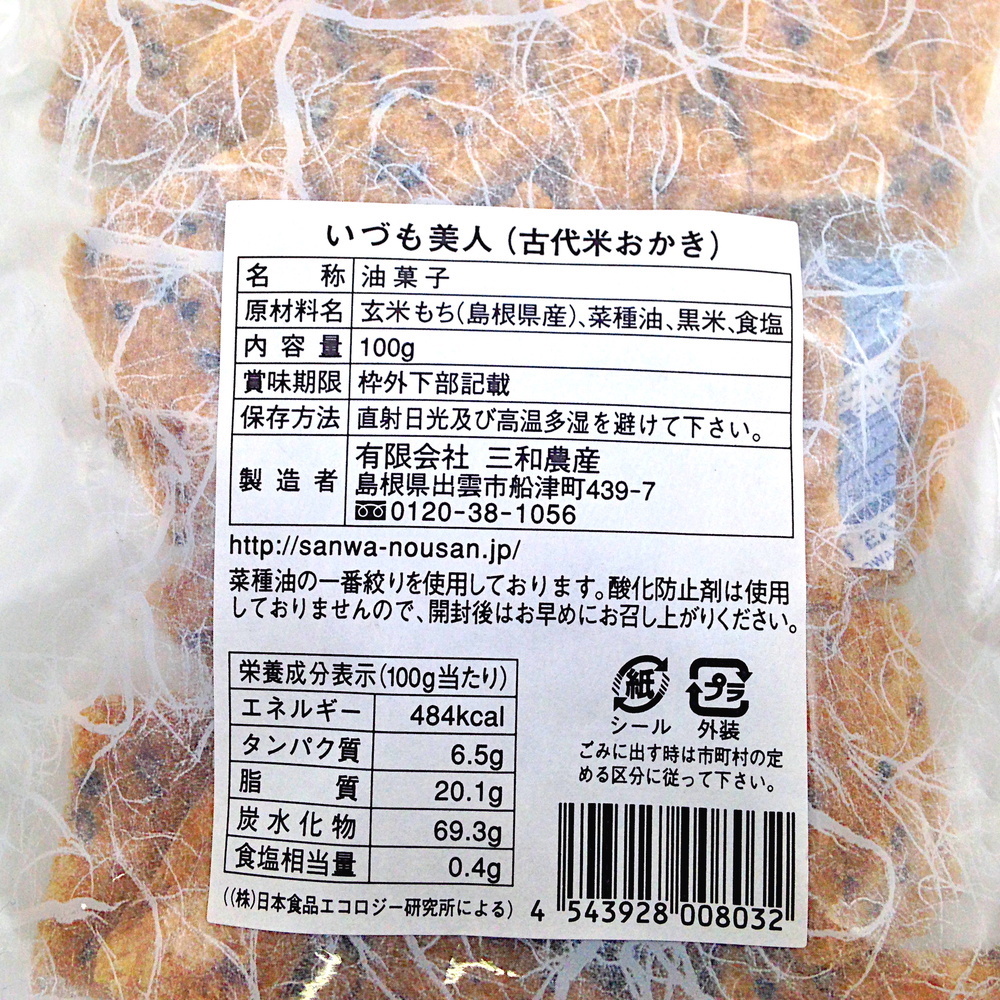 いづも美人(古代米おかき)
名称 油菓子
原材料名 玄米もち(島根県産)、菜種油、黒米、食塩
内容量 100g
賞味期限 枠外下部記載
保存方法 直射日光及び高温多湿を避けて下さい。
製造者 有限会社 三和農産
島根県出雲市船津町439-7
0120-38-1056
http://sanwa-nousan.jp/
菜種油の一番絞りを使用しております。酸化防止剤は使用
しておりませんので、開封後はお早めにお召し上がりください。
栄養成分表示(100g当たり)
エネルギー 484kcal
タンパク質 6.5g
脂質 20.1g
炭水化物 69.3g
食塩相当量 0.4g
((株)日本食品エコロジー研究所による)
紙 プラ
シール 外装
ごみに出す時は市町村の定
める区分に従って下さい。
4 543928 008032